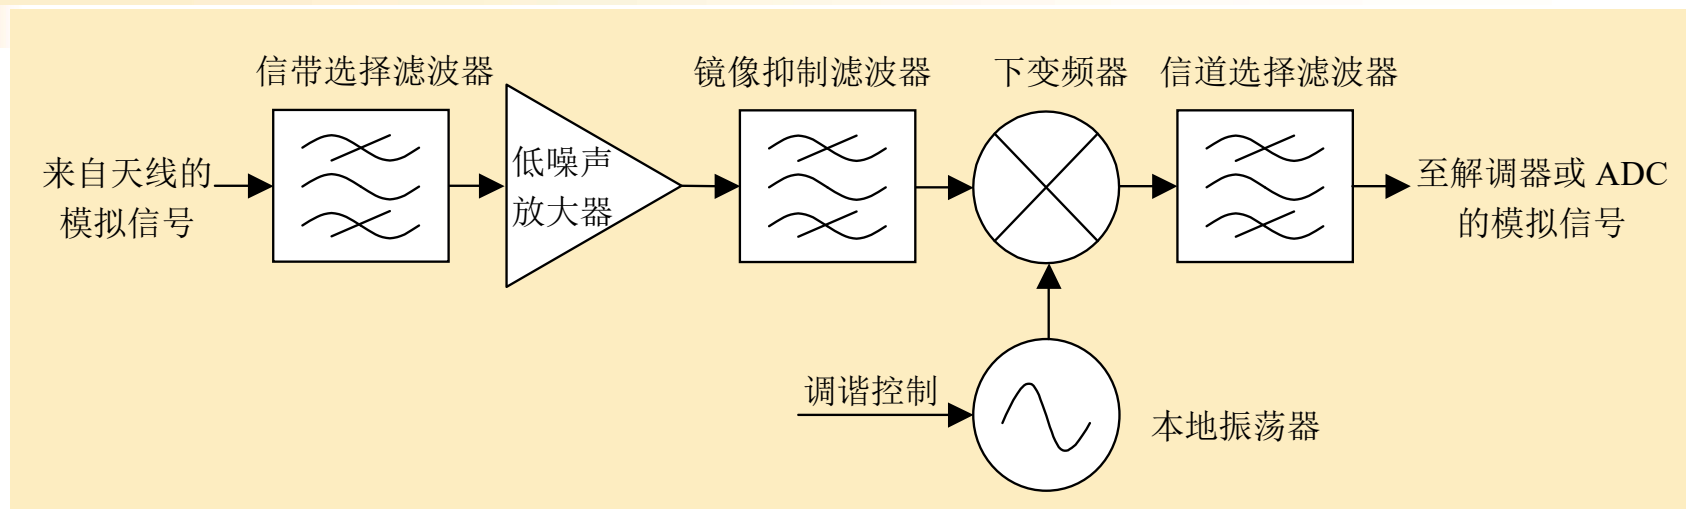 信带选择滤波器
镜像抑制滤波器
下变频器
信道选择滤波器
来自天线的
模拟信号
低噪声
放大器
至解调器或 ADC
的模拟信号
调谐控制
本地振荡器